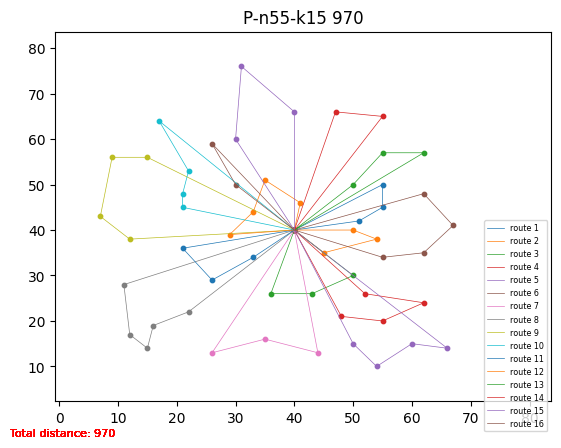 P-n55-k15 970
80
70
60
50
40
30
20
10
0
10
20
30
40
50
60
70
80
route 1
route 2
route 3
route 4
route 5
route 6
route 7
route 8
route 9
route 10
route 11
route 12
route 13
route 14
route 15
route 16
Total distance: 970